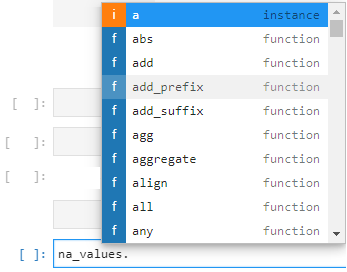 i a instance
f abs function
f add function
[ ]: f add_prefix function
f add_suffix function
[ ]: f agg function
f aggregate function
[ ]: f align function
f all function
f any function
[ ]: na_values.